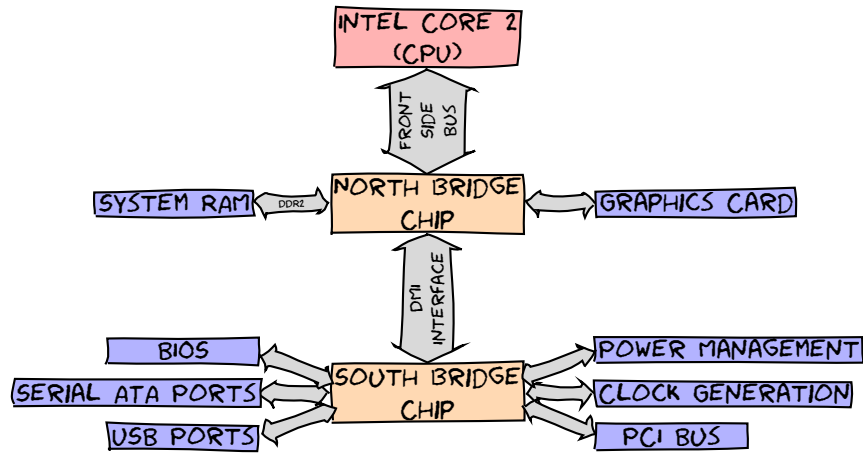 INTEL CORE 2
(CPU)
FRONT
SIDE
BUS
SYSTEM RAM
DDR2
NORTH BRIDGE
CHIP
GRAPHICS CARD
DMI
INTERFACE
BIOS
SERIAL ATA PORTS
USB PORTS
SOUTH BRIDGE
CHIP
POWER MANAGEMENT
CLOCK GENERATION
PCI BUS